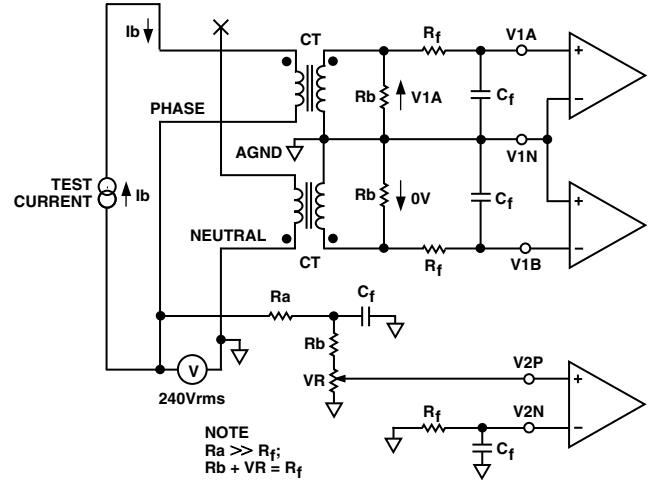 Ib
CT
Rf
V1A
+
PHASE
Rb
V1A
Cf
−
AGND
V1N
TEST
CURRENT
Ib
Rb
0V
Cf
+
NEUTRAL
−
CT
Rf
V1B
Ra
Cf
Rb
V2P
V
VR
+
240Vrms
Rf
V2N
−
Cf
NOTE
Ra >> Rf;
Rb + VR = Rf